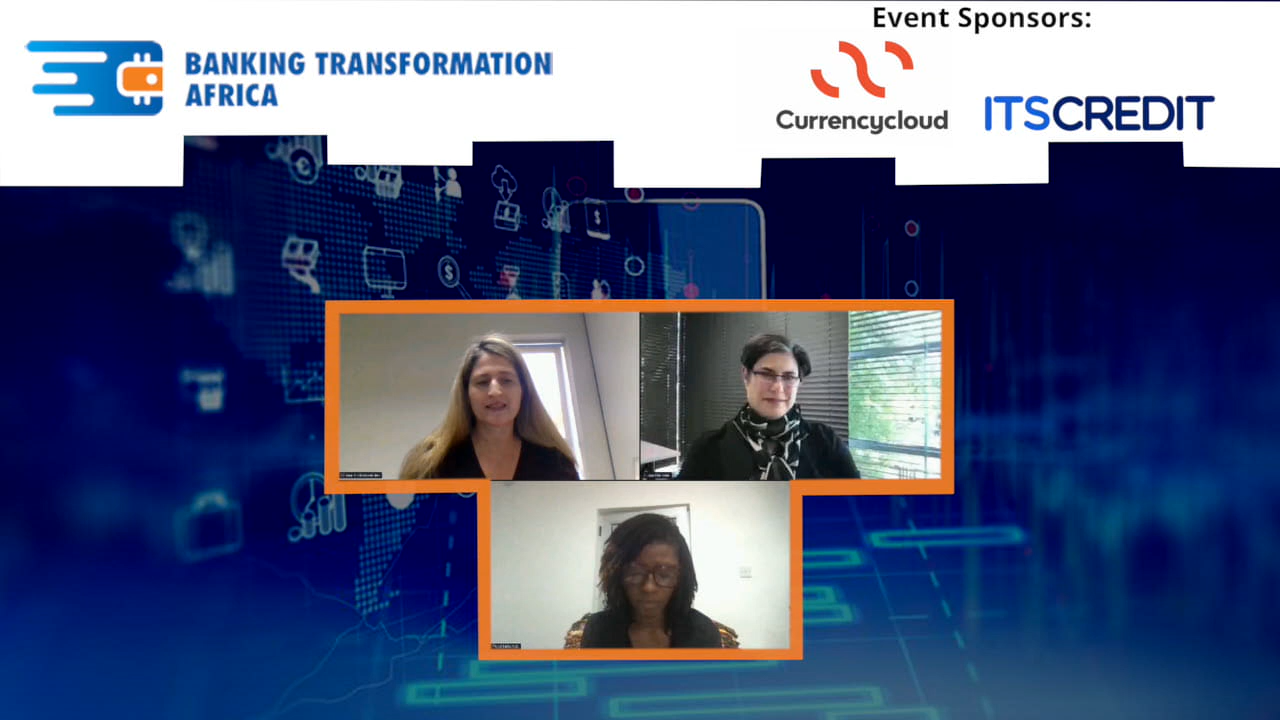 Event Sponsors:
BANKING TRANSFORMATION
AFRICA
Currencycloud
ITSCREDIT